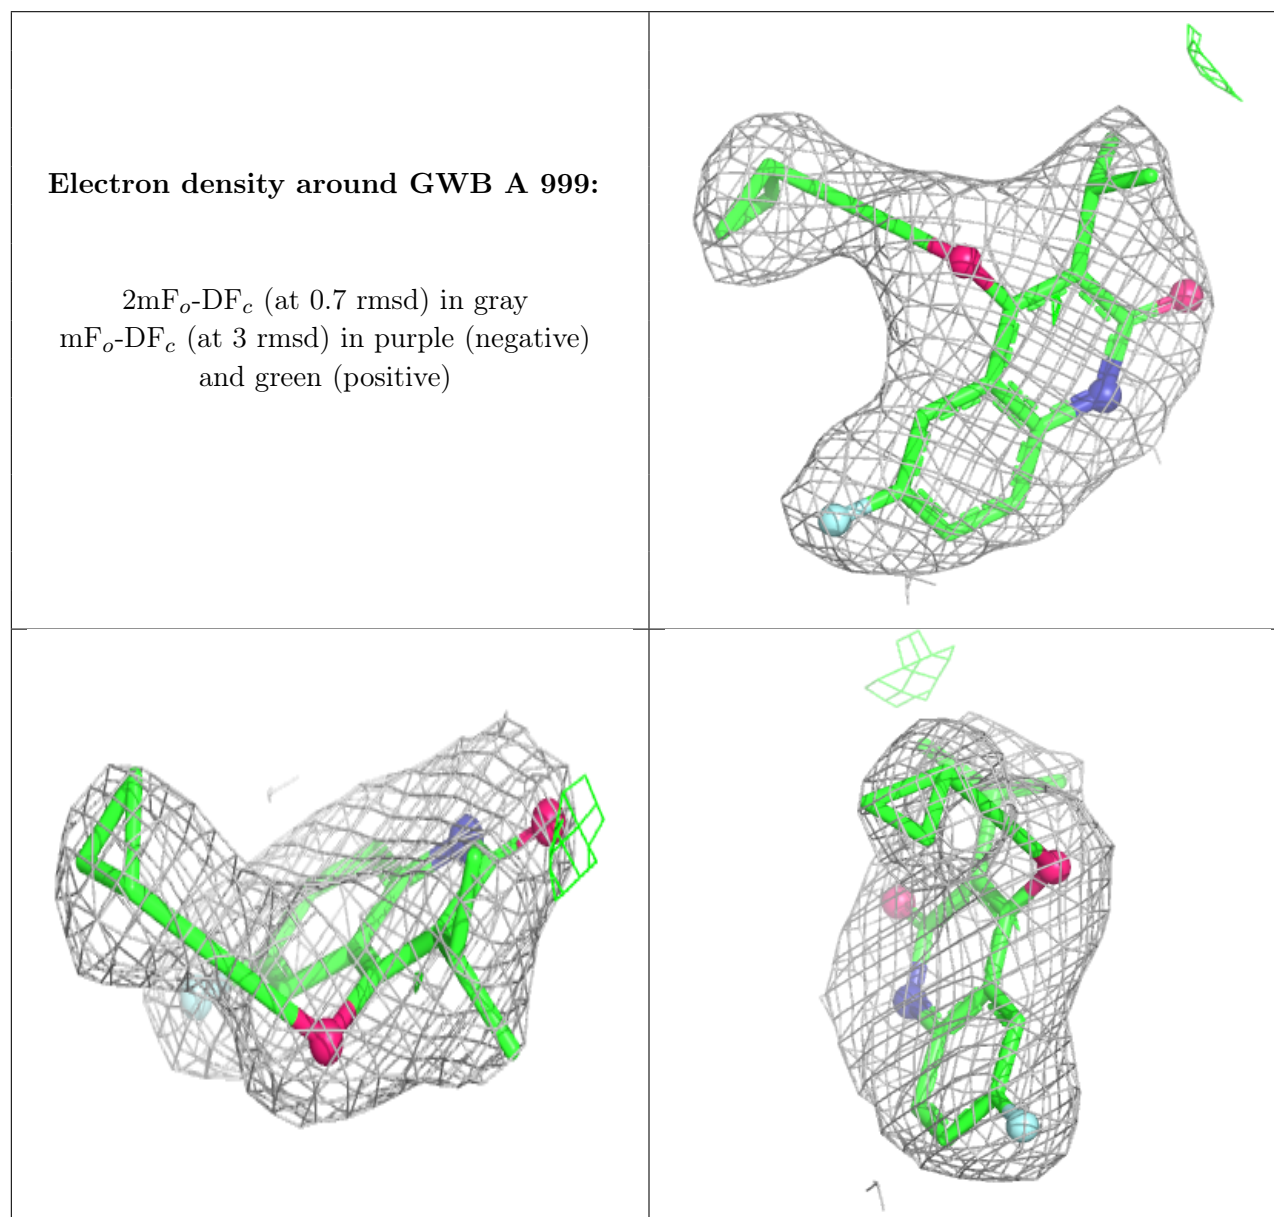 Electron density around GWB A 999:
2mFo-DFc (at 0.7 rmsd) in gray
mFo-DFc (at 3 rmsd) in purple (negative)
and green (positive)